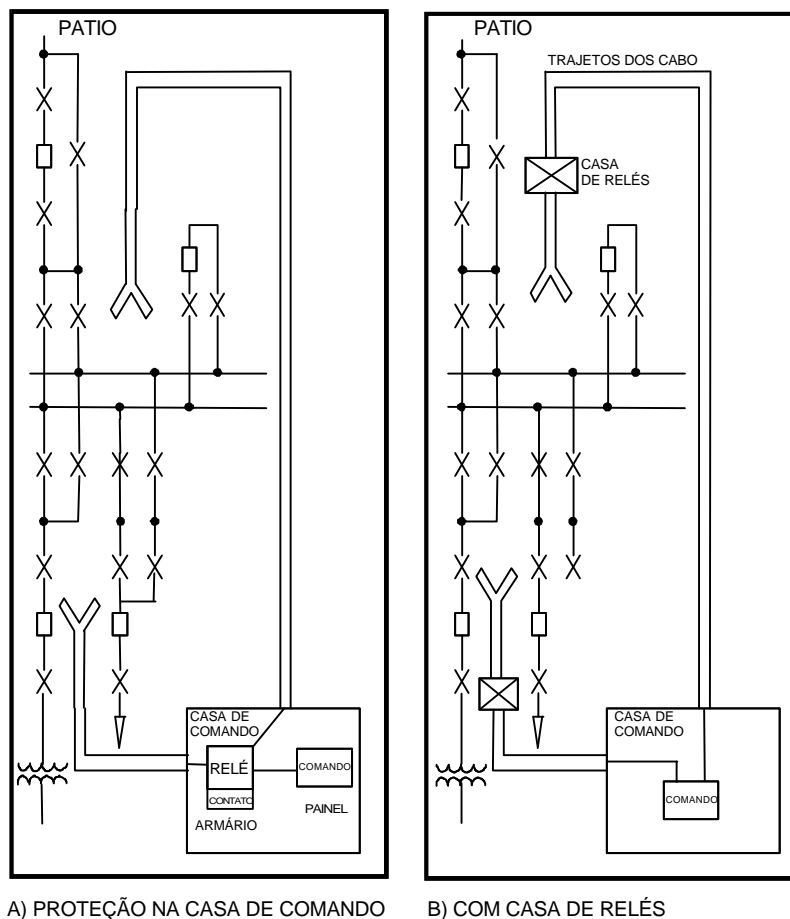 PATIO
CASA DE
COMANDO
RELÉ
CONTATO
ARMÁRIO
COMANDO
PAINEL
A) PROTEÇÃO NA CASA DE COMANDO
PATIO
TRAJETOS DOS CABO
CASA
DE RELÉS
CASA DE
COMANDO
COMANDO
B) COM CASA DE RELÉS